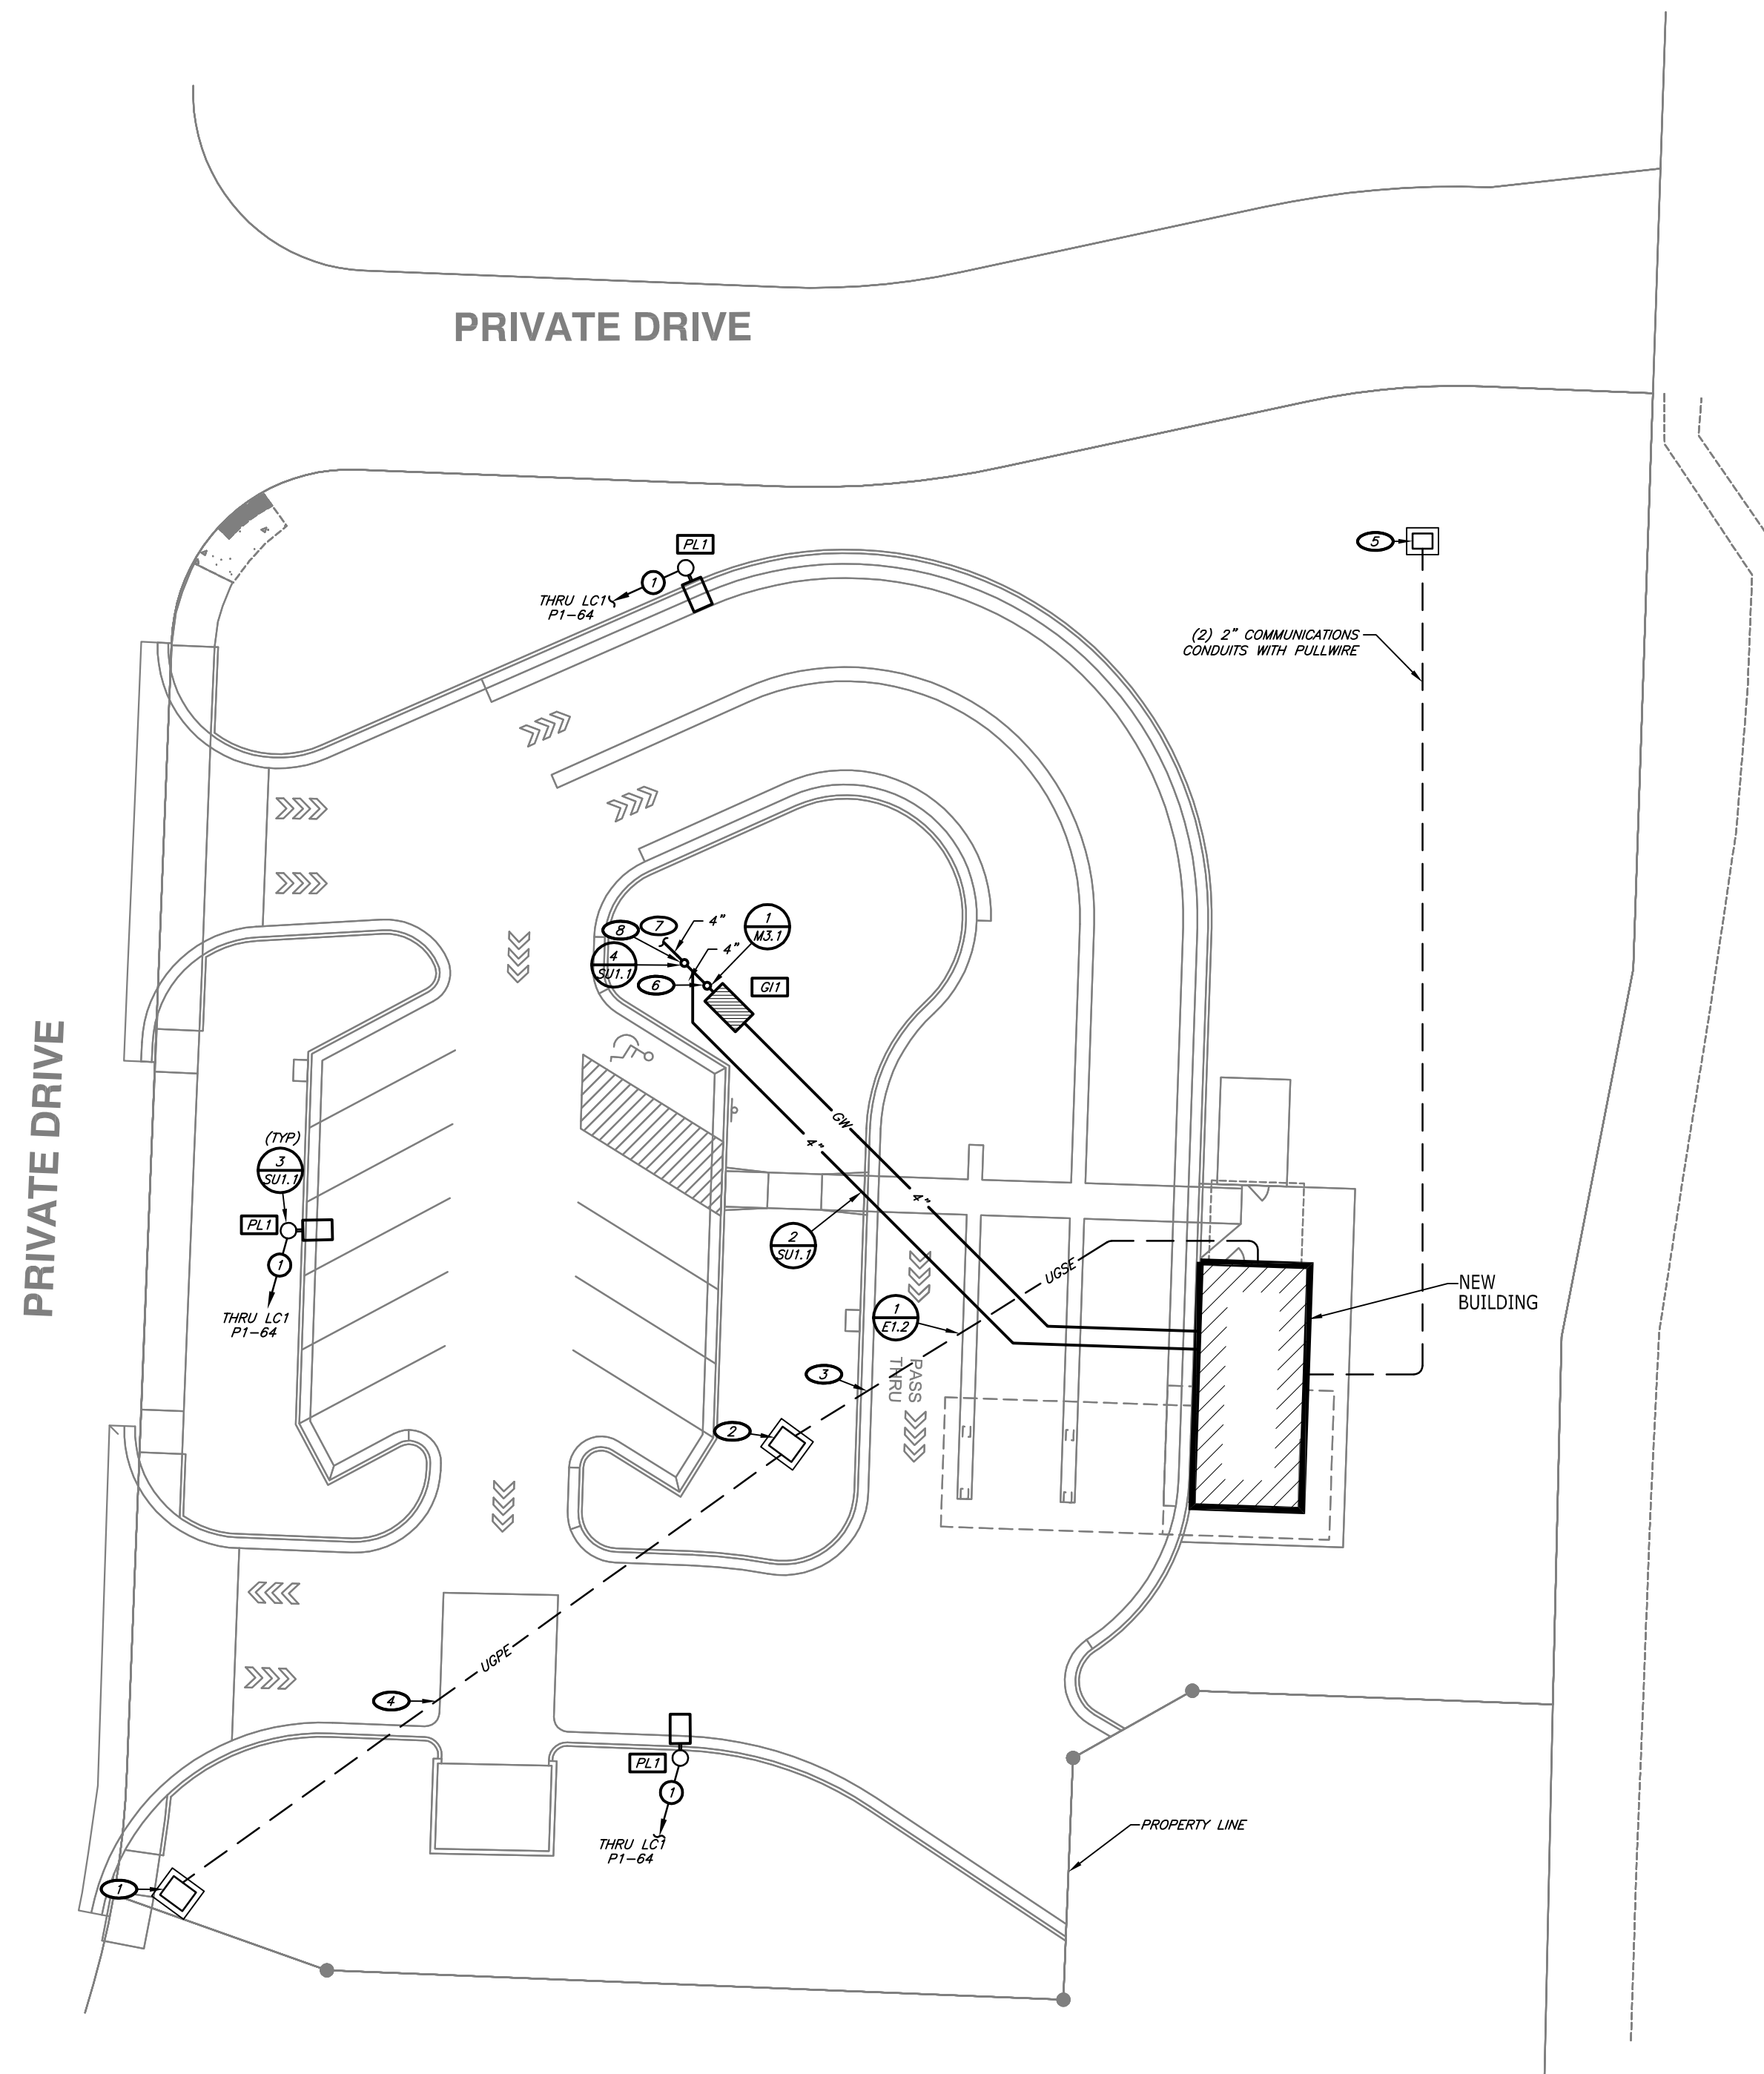 PRIVATE DRIVE
PL1
1
THRU LC1
P1-64
5
(2) 2" COMMUNICATIONS
CONDUITS WITH PULLWIRE
8
7
4"
1
M3.1
4"
4
SU1.1
6
GI1
PRIVATE DRIVE
GW
4"
(TYP)
3
SU1.1
PL1
1
THRU LC1
P1-64
4"
2
SU1.1
UGSE
NEW
BUILDING
1
E1.2
3
PASS
THRU
2
UGPE
4
PL1
1
THRU LC1
P1-64
PROPERTY LINE
1